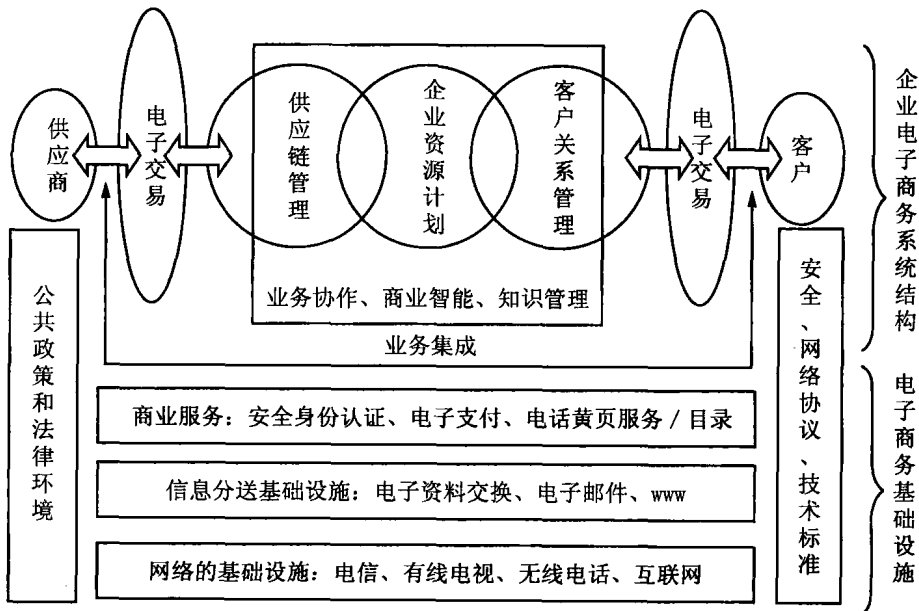 供应商
电子交易
供应链管理
企业资源计划
客户关系管理
电子交易
客户
企业电子商务系统结构
业务协作、商业智能、知识管理
业务集成
公共政策和法律环境
安全、网络协议、技术标准
商业服务：安全身份认证、电子支付、电话黄页服务／目录
信息分送基础设施：电子资料交换、电子邮件、www
网络的基础设施：电信、有线电视、无线电话、互联网
电子商务基础设施